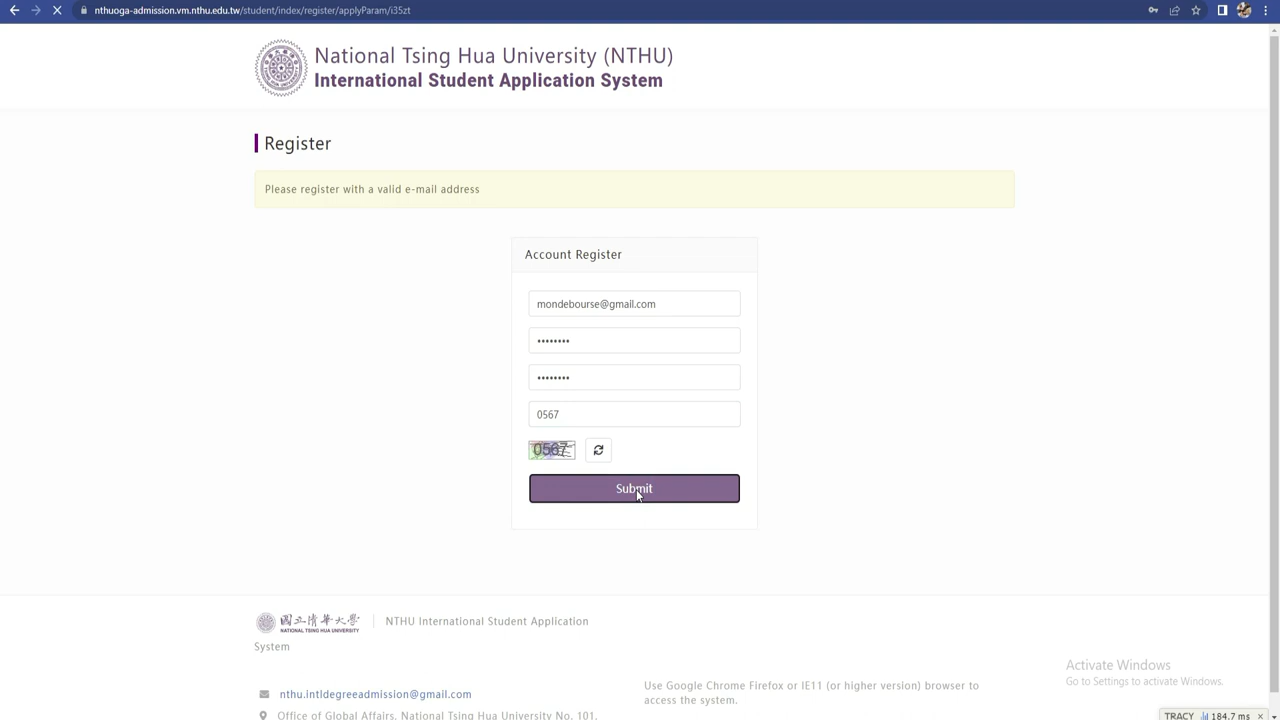 nthuoga-admission.vm.nthu.edu.tw/student/index/register/applyParam/i35zt
National Tsing Hua University (NTHU)
International Student Application System
Register
Please register with a valid e-mail address
Account Register
mondebourse@gmail.com
••••••••
••••••••
0567
0567
Submit
國立清華大學
NATIONAL TSING HUA UNIVERSITY
NTHU International Student Application
System
nthu.intldegreeadmission@gmail.com
Office of Global Affairs, National Tsing Hua University No. 101,
Use Google Chrome Firefox or IE11 (or higher version) browser to
access the system.
Activate Windows
Go to Settings to activate Windows.
TRACY 184.7 ms ×